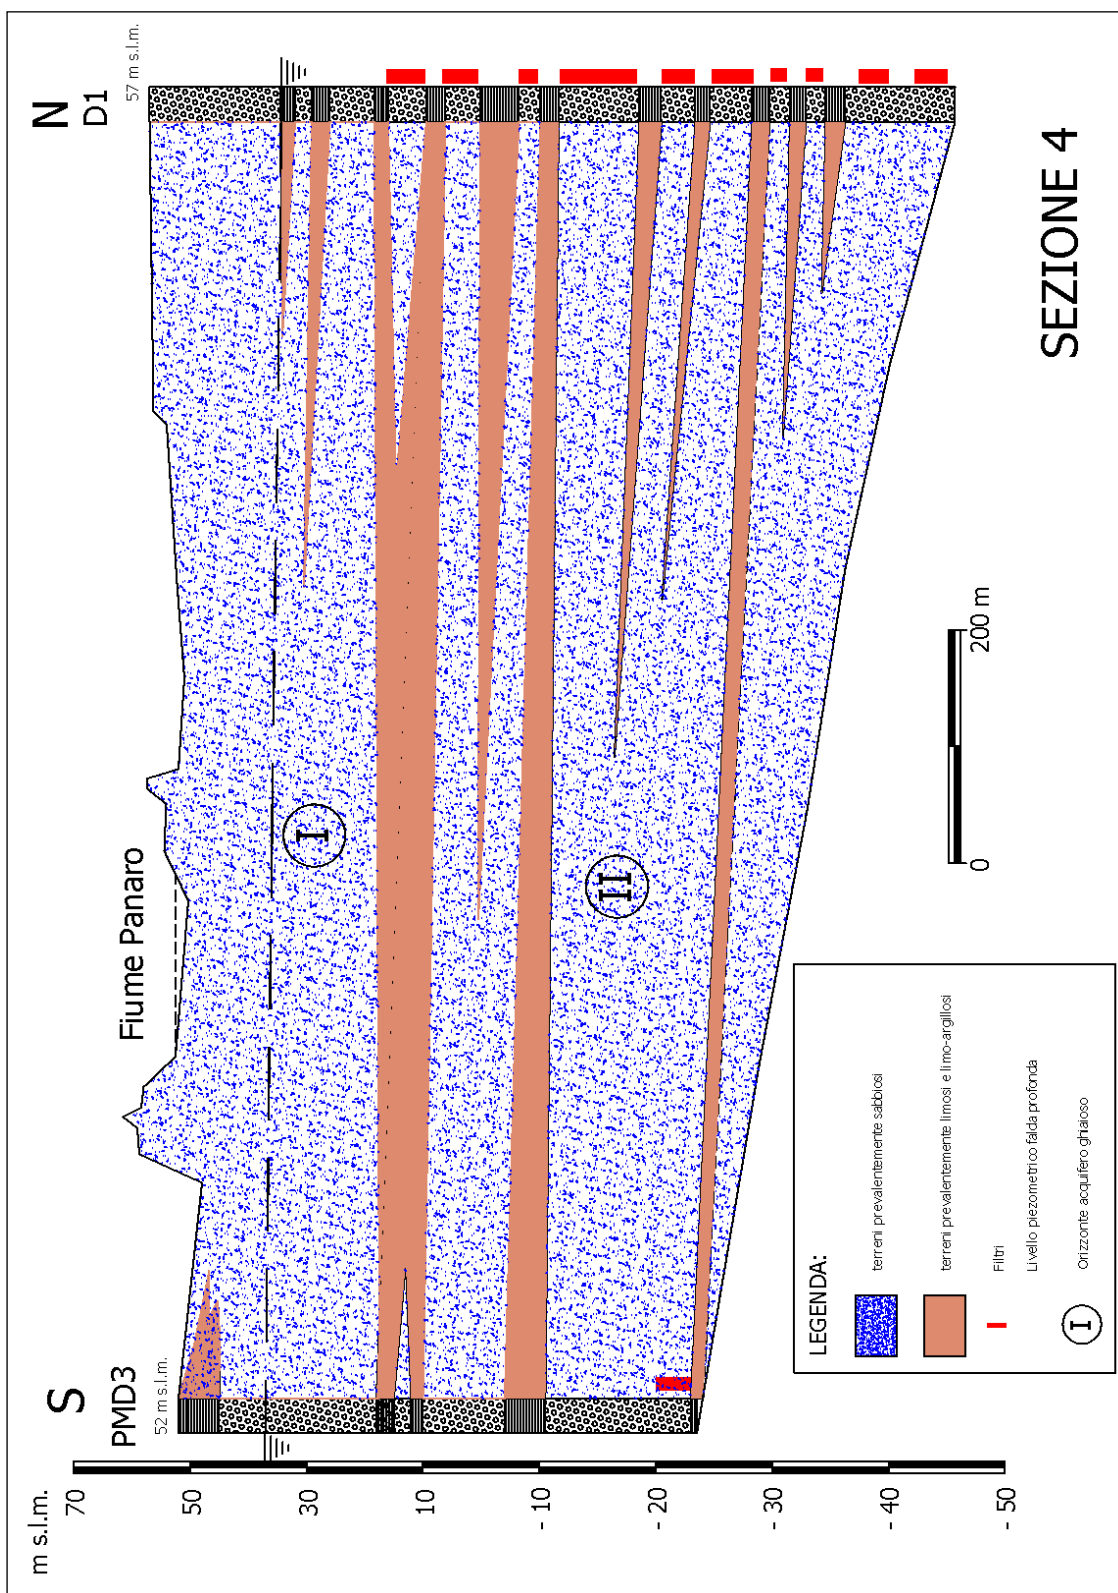 m s.l.m.
70
50
30
10
- 10
- 20
- 30
- 40
- 50
S
PMD3
52 m s.l.m.
Fiume Panaro
N
D1
57 m s.l.m.
I
II
LEGENDA:
terreni prevalentemente sabbiosi
terreni prevalentemente limosi e limo-argillosi
Filtri
Livello piezometrico falda profonda
I
Orizzonte acquifero ghiaioso
0
200 m
SEZIONE 4